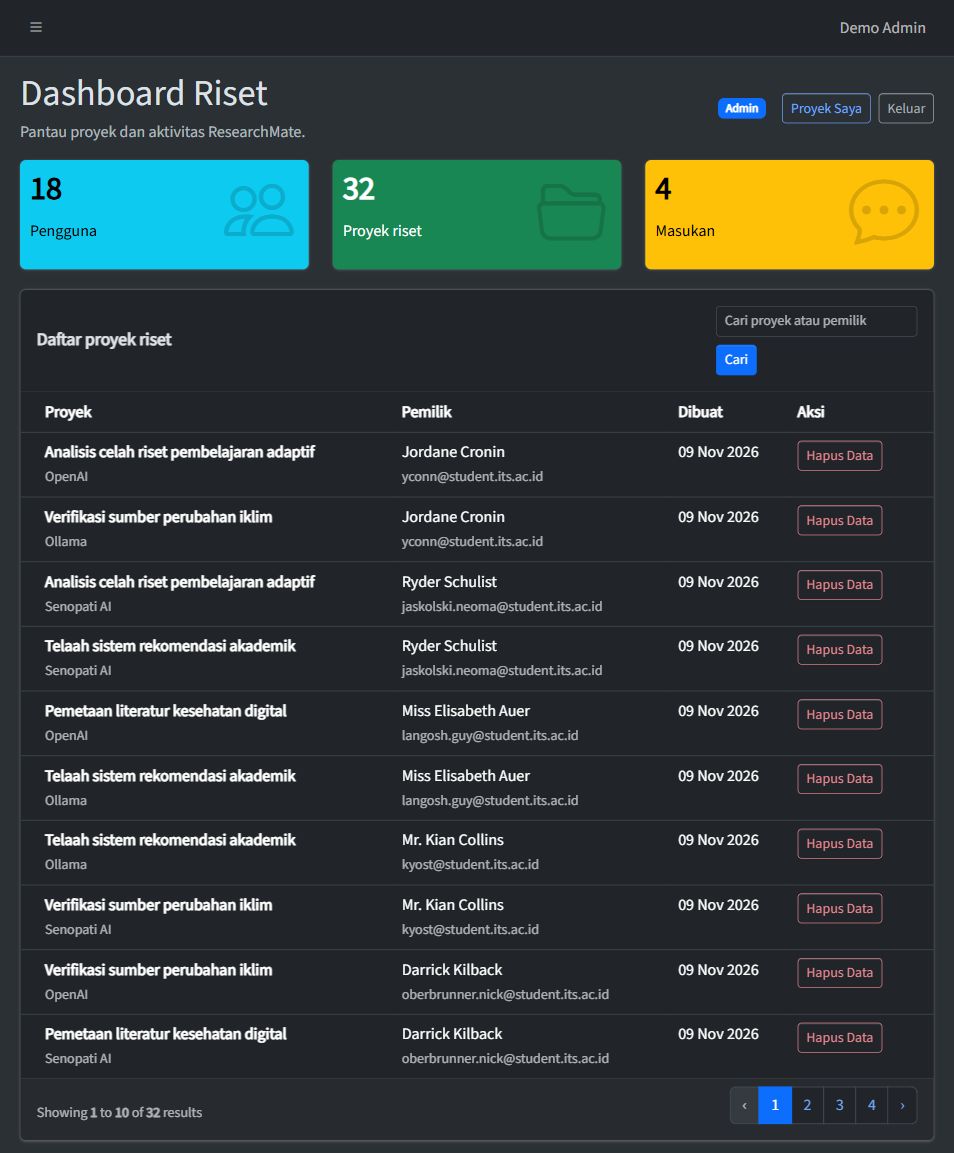 Demo Admin
Dashboard Riset
Pantau proyek dan aktivitas ResearchMate.
Admin
Proyek Saya
Keluar
18
Pengguna
32
Proyek riset
4
Masukan
Daftar proyek riset
Cari proyek atau pemilik
Cari
Proyek Pemilik Dibuat Aksi
Analisis celah riset pembelajaran adaptif Jordane Cronin 09 Nov 2026 Hapus Data
OpenAI yconn@student.its.ac.id
Verifikasi sumber perubahan iklim Jordane Cronin 09 Nov 2026 Hapus Data
Ollama yconn@student.its.ac.id
Analisis celah riset pembelajaran adaptif Ryder Schulist 09 Nov 2026 Hapus Data
Senopati AI jaskolski.neoma@student.its.ac.id
Telaah sistem rekomendasi akademik Ryder Schulist 09 Nov 2026 Hapus Data
Senopati AI jaskolski.neoma@student.its.ac.id
Pemetaan literatur kesehatan digital Miss Elisabeth Auer 09 Nov 2026 Hapus Data
OpenAI langosh.guy@student.its.ac.id
Telaah sistem rekomendasi akademik Miss Elisabeth Auer 09 Nov 2026 Hapus Data
Ollama langosh.guy@student.its.ac.id
Telaah sistem rekomendasi akademik Mr. Kian Collins 09 Nov 2026 Hapus Data
Ollama kyost@student.its.ac.id
Verifikasi sumber perubahan iklim Mr. Kian Collins 09 Nov 2026 Hapus Data
Senopati AI kyost@student.its.ac.id
Verifikasi sumber perubahan iklim Darrick Kilback 09 Nov 2026 Hapus Data
OpenAI oberbrunner.nick@student.its.ac.id
Pemetaan literatur kesehatan digital Darrick Kilback 09 Nov 2026 Hapus Data
Senopati AI oberbrunner.nick@student.its.ac.id
Showing 1 to 10 of 32 results
‹ 1 2 3 4 ›